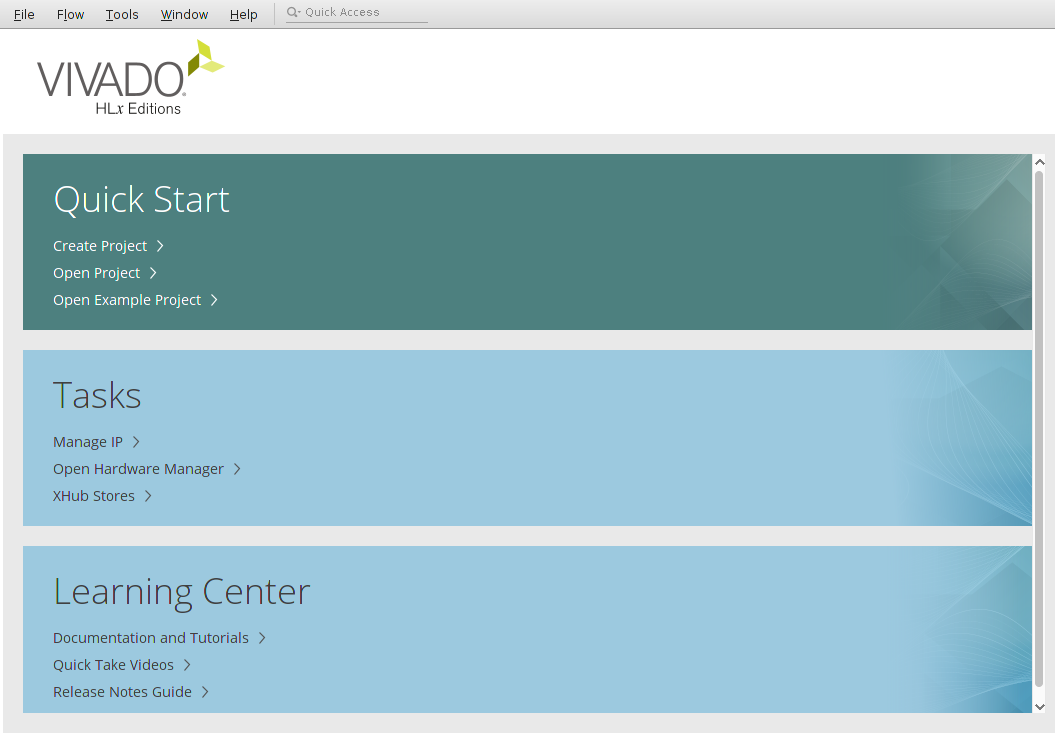 File Flow Tools Window Help Quick Access
VIVADO
HLx Editions
Quick Start
Create Project
Open Project
Open Example Project
Tasks
Manage IP
Open Hardware Manager
XHub Stores
Learning Center
Documentation and Tutorials
Quick Take Videos
Release Notes Guide